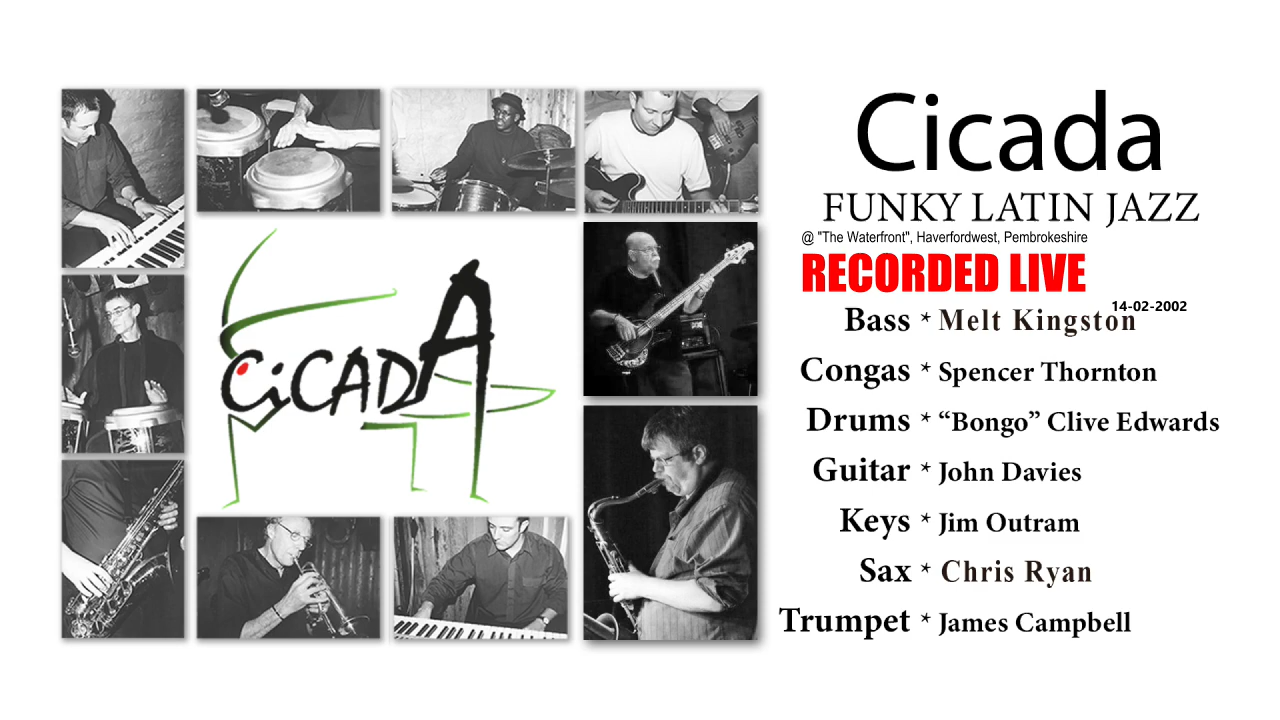 CiCADA
Cicada
FUNKY LATIN JAZZ
@ "The Waterfront", Haverfordwest, Pembrokeshire
RECORDED LIVE
14-02-2002
Bass * Melt Kingston
Congas * Spencer Thornton
Drums * “Bongo” Clive Edwards
Guitar * John Davies
Keys * Jim Outram
Sax * Chris Ryan
Trumpet * James Campbell